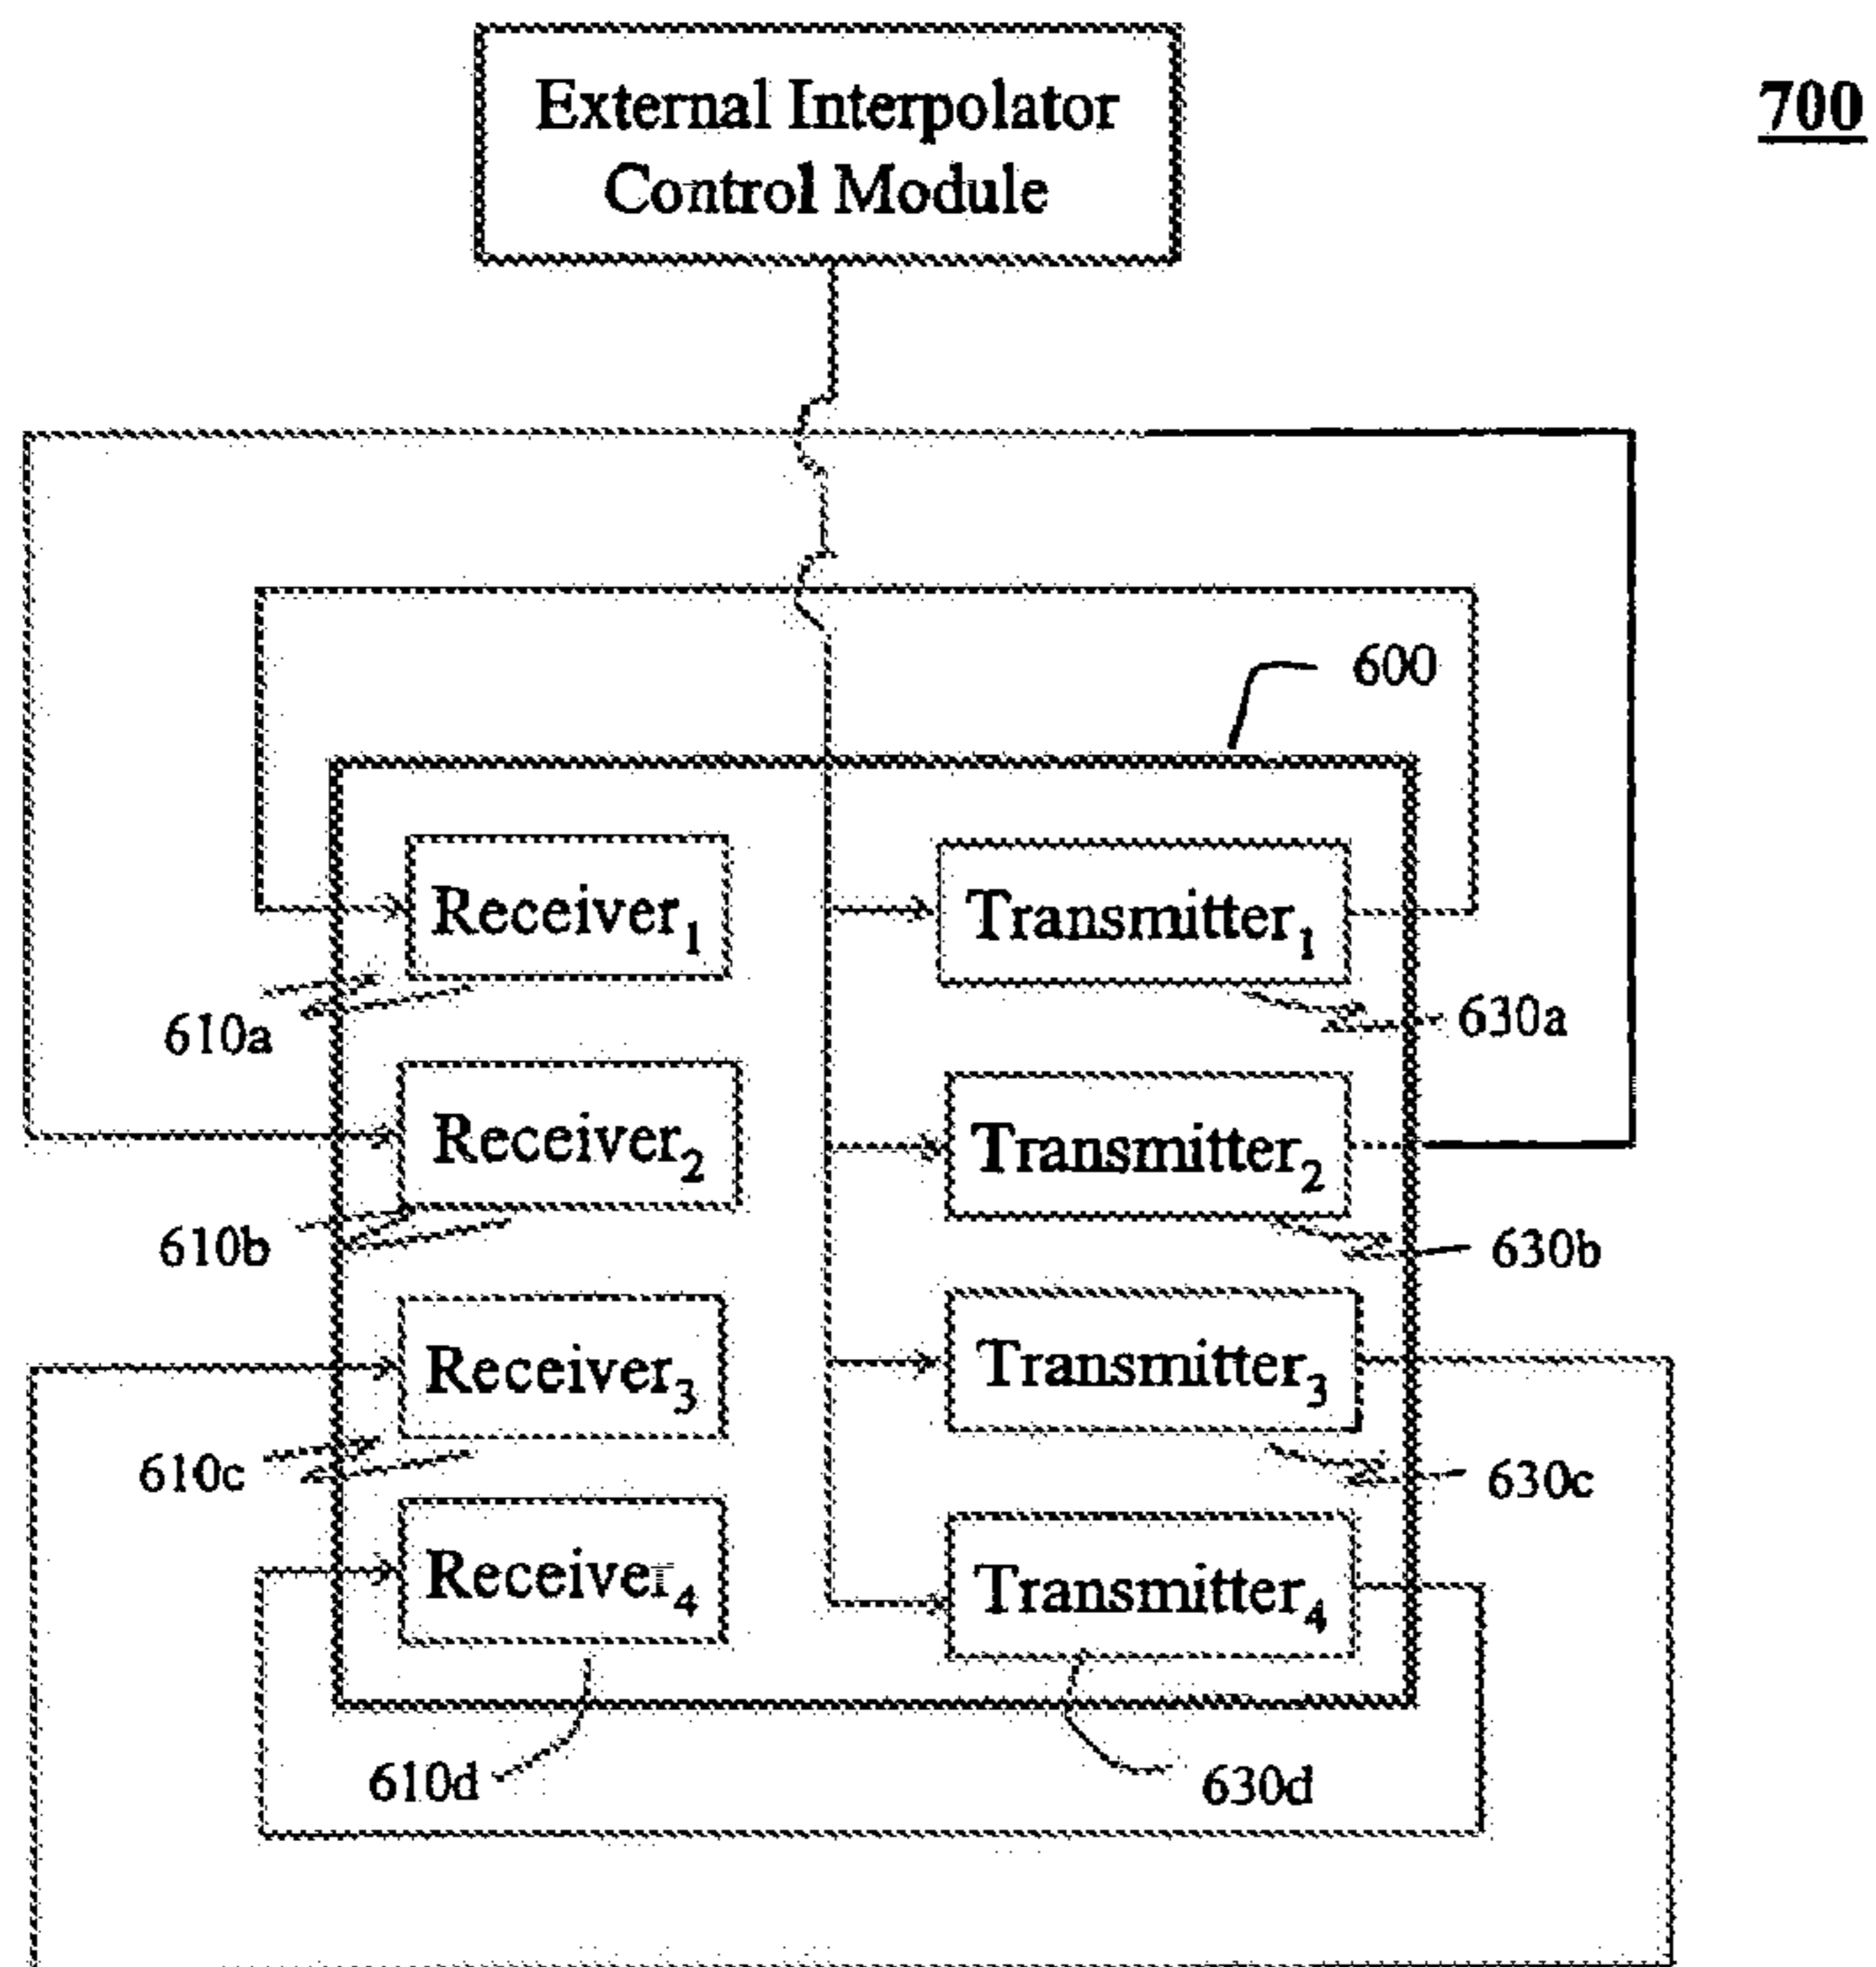 External Interpolator
Control Module
700
600
Receiver1
Transmitter1
610a
630a
Receiver2
Transmitter2
610b
630b
Receiver3
Transmitter3
610c
630c
Receiver4
Transmitter4
610d
630d